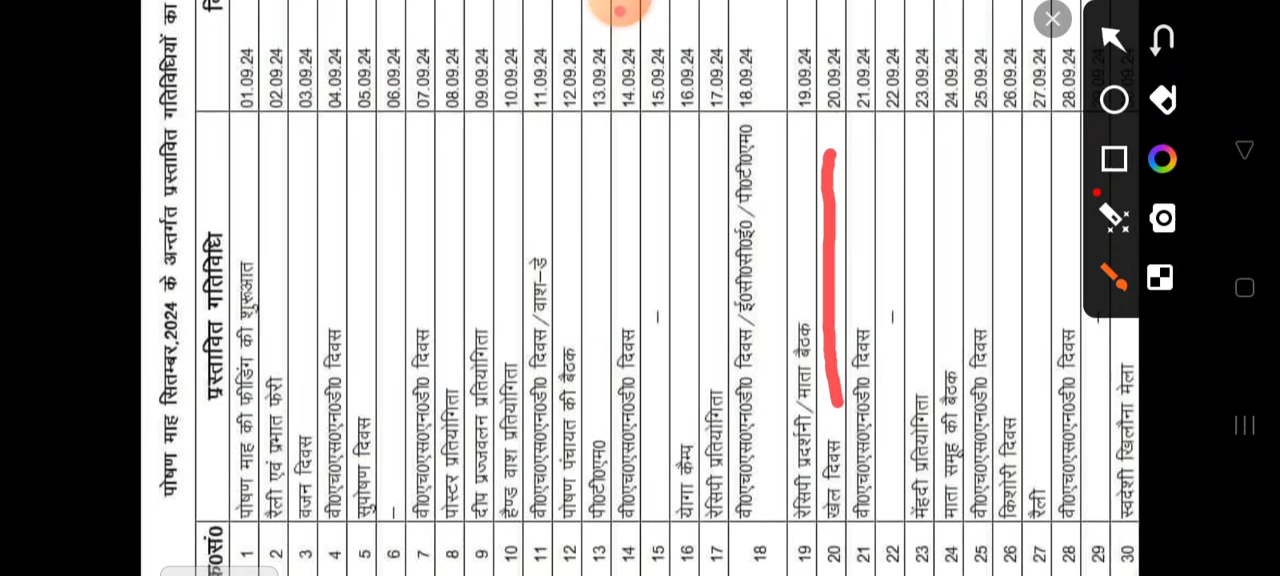 पोषण माह सितम्बर,2024 के अन्तर्गत प्रस्तावित गतिविधियों का
क0सं0 प्रस्तावित गतिविधि
1 पोषण माह की फीडिंग की शुरूआत 01.09.24
2 रैली एवं प्रभात फेरी 02.09.24
3 वजन दिवस 03.09.24
4 वी0एच0एस0एन0डी0 दिवस 04.09.24
5 सुपोषण दिवस 05.09.24
6 – 06.09.24
7 वी0एच0एस0एन0डी0 दिवस 07.09.24
8 पोस्टर प्रतियोगिता 08.09.24
9 दीप प्रज्जवलन प्रतियोगिता 09.09.24
10 हैण्ड वाश प्रतियोगिता 10.09.24
11 वी0एच0एस0एन0डी0 दिवस/वाश–डे 11.09.24
12 पोषण पंचायत की बैठक 12.09.24
13 पी0टी0एम0 13.09.24
14 वी0एच0एस0एन0डी0 दिवस 14.09.24
15 – 15.09.24
16 योगा कैम्प 16.09.24
17 रेसिपी प्रतियोगिता 17.09.24
18 वी0एच0एस0एन0डी0 दिवस/ई0सी0सी0ई0/पी0टी0एम0 18.09.24
19 रेसिपी प्रदर्शनी/माता बैठक 19.09.24
20 खेल दिवस 20.09.24
21 वी0एच0एस0एन0डी0 दिवस 21.09.24
22 – 22.09.24
23 मेंहदी प्रतियोगिता 23.09.24
24 माता समूह की बैठक 24.09.24
25 वी0एच0एस0एन0डी0 दिवस 25.09.24
26 किशोरी दिवस 26.09.24
27 रैली 27.09.24
28 वी0एच0एस0एन0डी0 दिवस 28.09.24
29 –
30 स्वदेशी खिलौना मेला